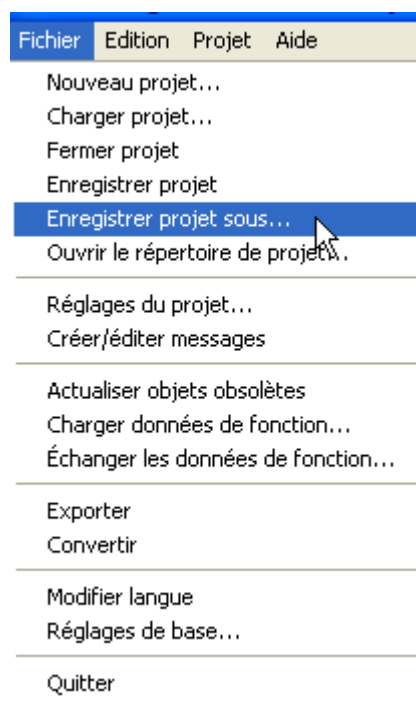 Fichier Edition Projet Aide
Nouveau projet...
Charger projet...
Fermer projet
Enregistrer projet
Enregistrer projet sous...
Ouvrir le répertoire de projet...
Réglages du projet...
Créer/éditer messages
Actualiser objets obsolètes
Charger données de fonction...
Échanger les données de fonction...
Exporter
Convertir
Modifier langue
Réglages de base...
Quitter